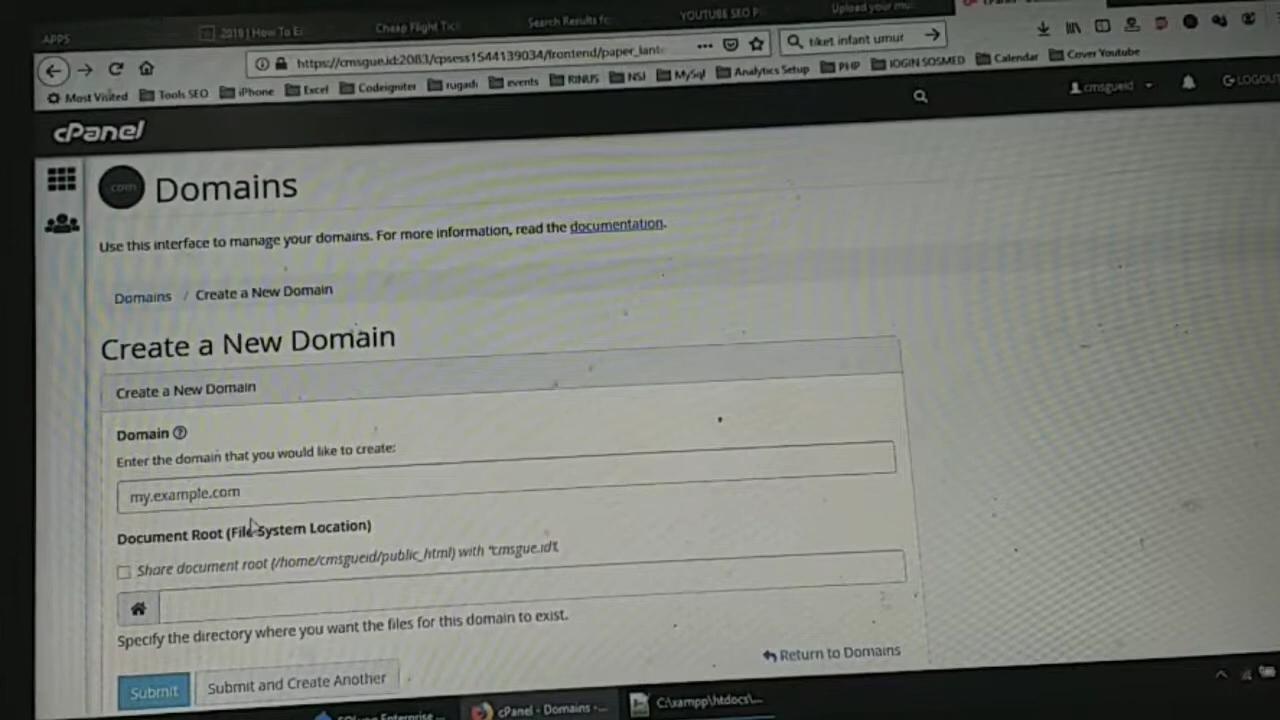 APPS
2019 | How To E
Cheap Flight Tic
Search Results fo
YOUTUBE SEO P
Upload your mu
https://cmsgue.id:2083/cpsess1544139034/frontend/paper_lant
tiket infant umur
Most Visited Tools SEO iPhone Excel Codeigniter rugadi events RINUS NSI MySql Analytics Setup PHP lOGIN SOSMED Calendar Cover Youtube
cPanel
cmsgueid
LOGOUT
.com Domains
Use this interface to manage your domains. For more information, read the documentation.
Domains / Create a New Domain
Create a New Domain
Create a New Domain
Domain
Enter the domain that you would like to create:
my.example.com
Document Root (File System Location)
Share document root (/home/cmsgueid/public_html) with "cmsgue.id".
Specify the directory where you want the files for this domain to exist.
Submit
Submit and Create Another
Return to Domains
SQLyog Enterprise ...
cPanel - Domains - ...
C:\xampp\htdocs\...